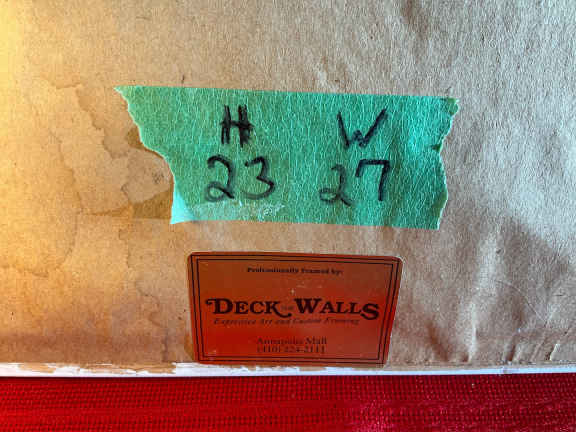 H W
23 27
Professionally Framed by:
DECK THE WALLS
Expressive Art and Custom Framing
Annapolis Mall
(410) 224-2141